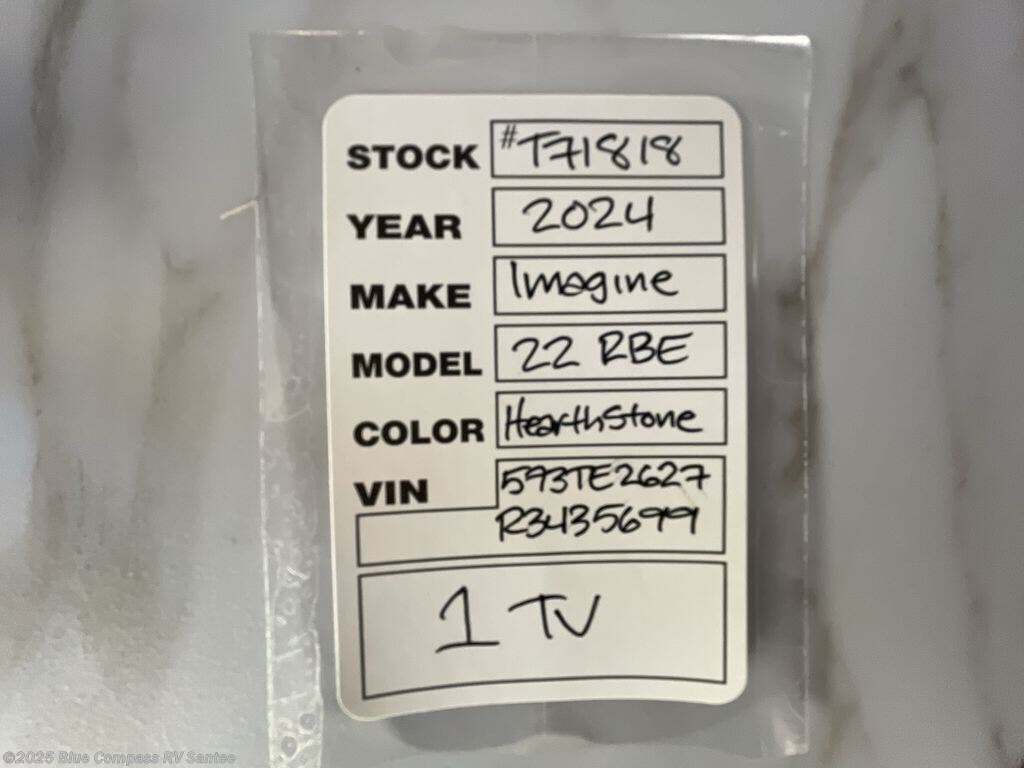 STOCK #T71818
YEAR 2024
MAKE Imagine
MODEL 22 RBE
COLOR HearthStone
VIN 573TE2627
R3435699
1 TV
©2025 Blue Compass RV Santee